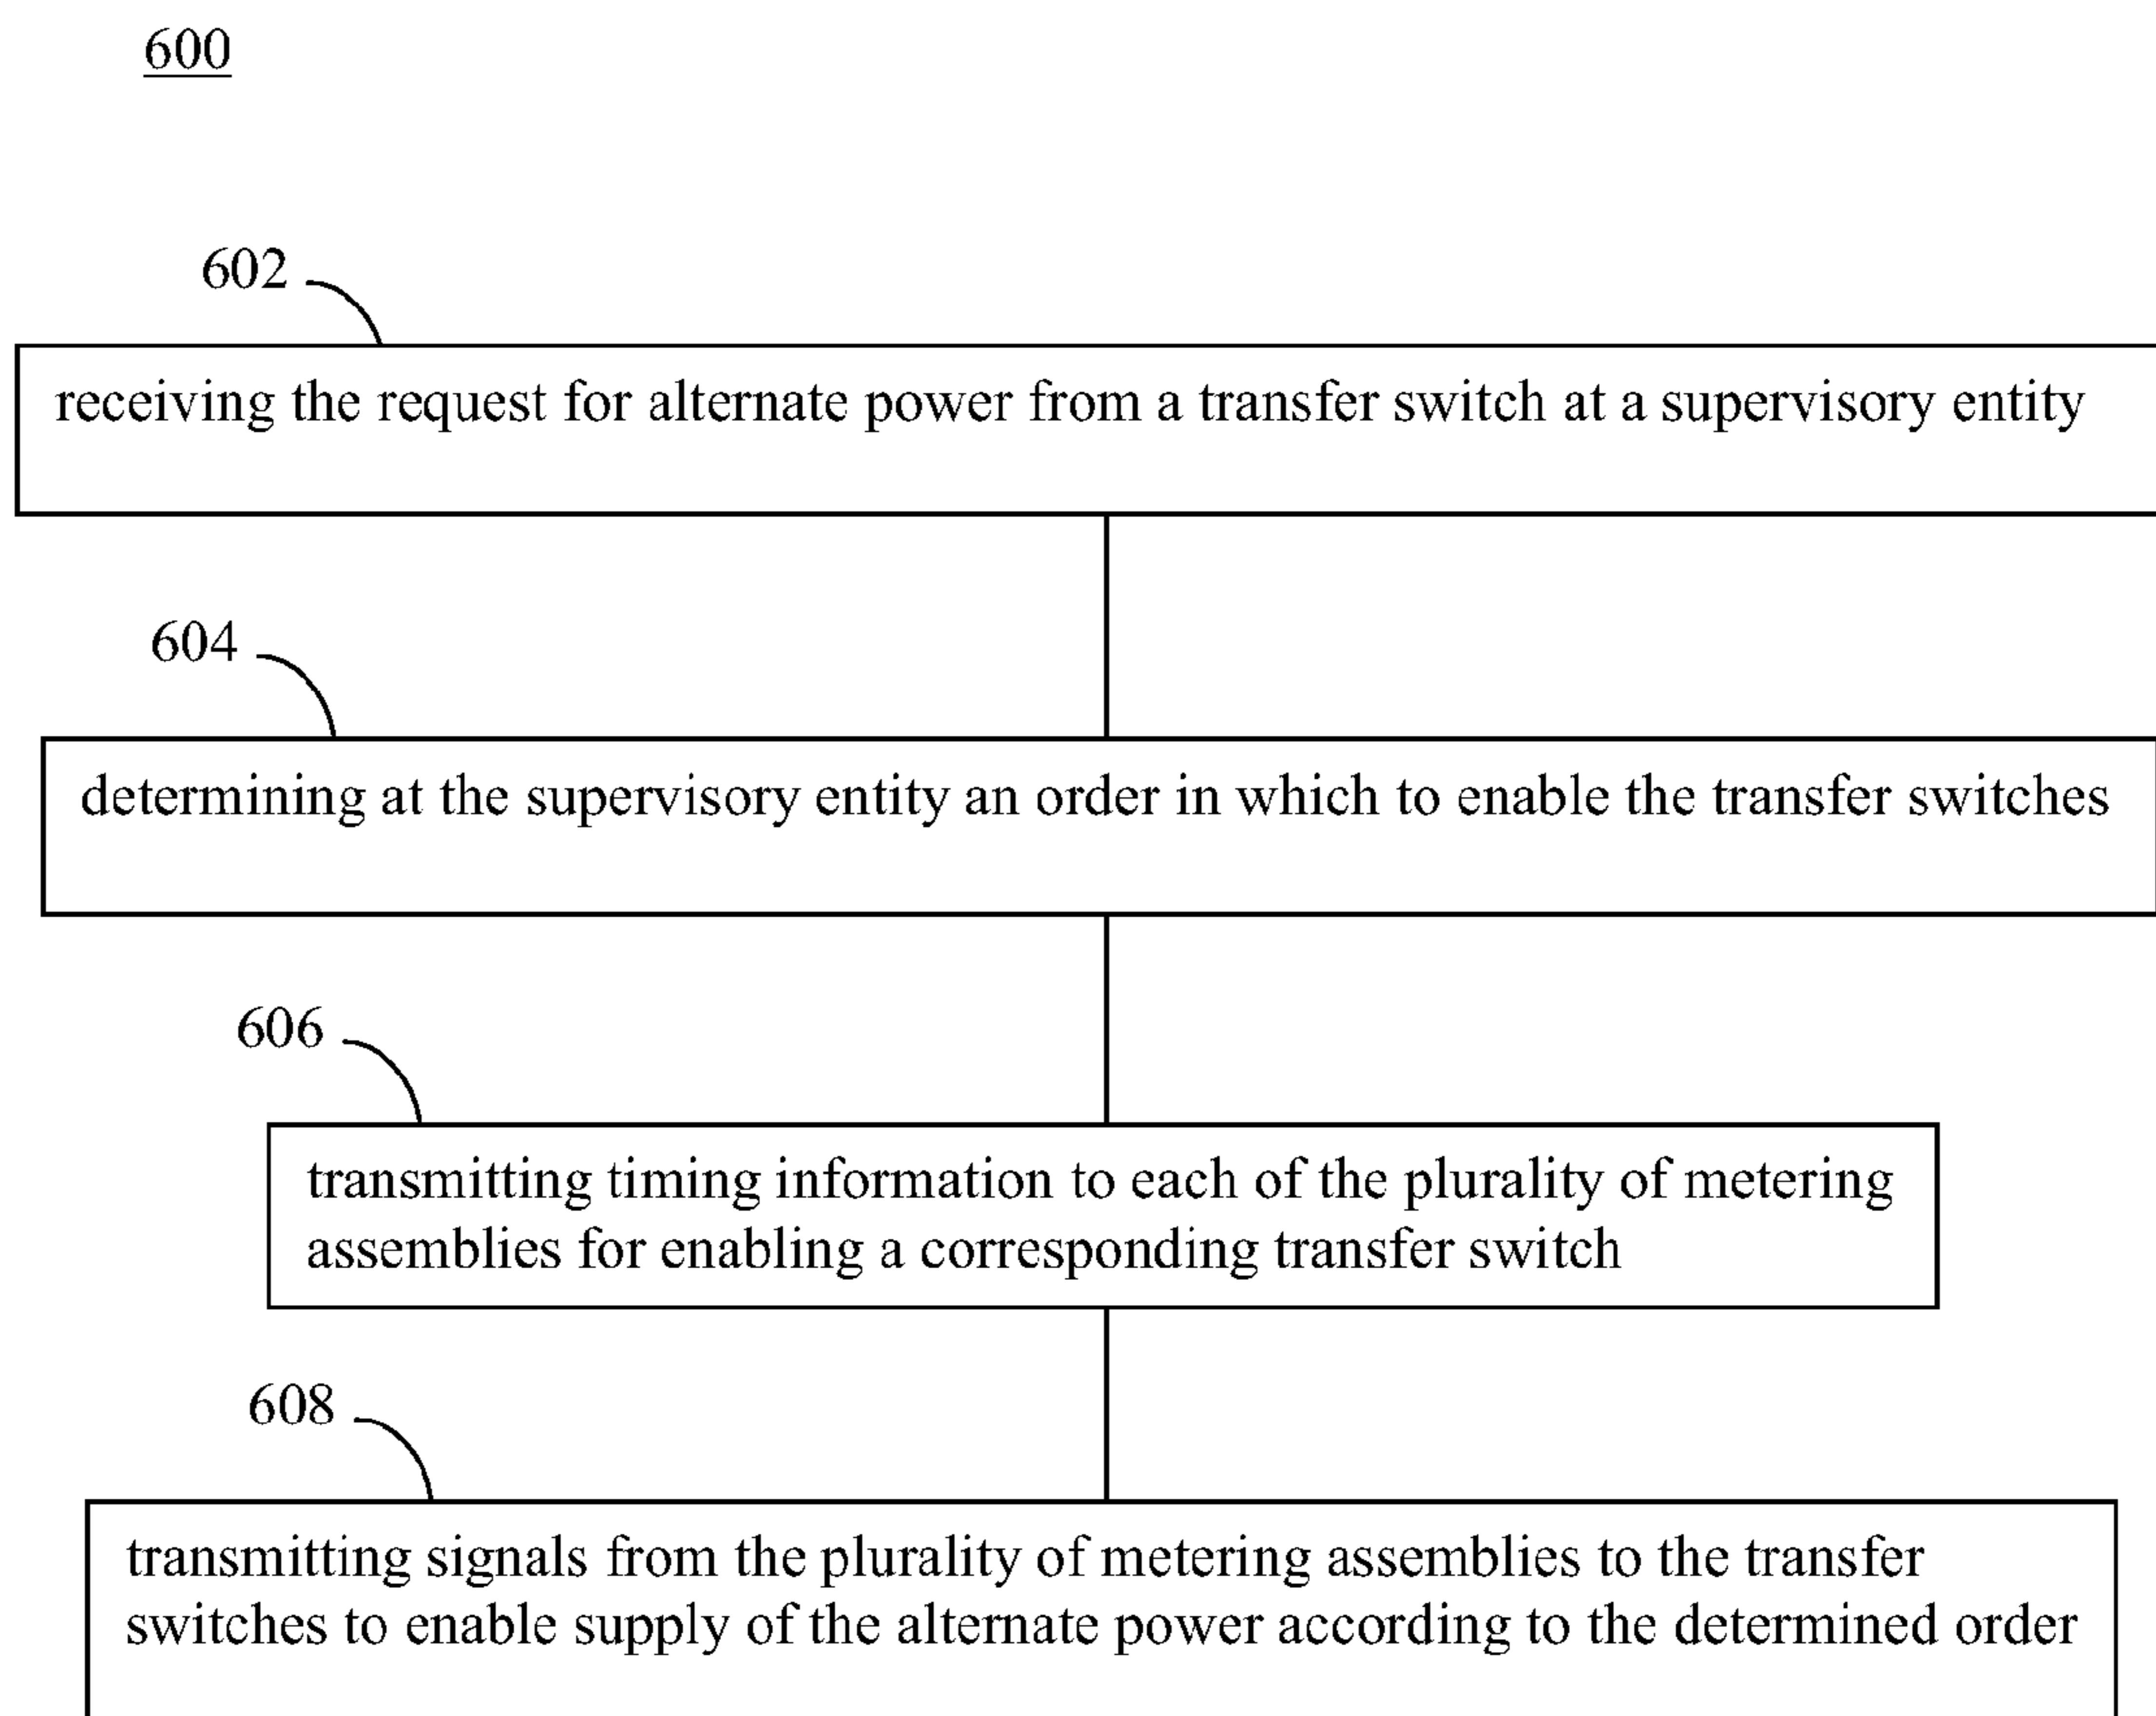 600
602
receiving the request for alternate power from a transfer switch at a supervisory entity
604
determining at the supervisory entity an order in which to enable the transfer switches
606
transmitting timing information to each of the plurality of metering
assemblies for enabling a corresponding transfer switch
608
transmitting signals from the plurality of metering assemblies to the transfer
switches to enable supply of the alternate power according to the determined order